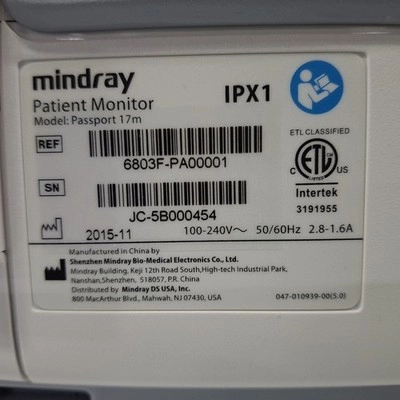 mindray
IPX1
Patient Monitor
Model: Passport 17m
ETL CLASSIFIED
REF
6803F-PA00001
C ETL US
Intertek
3191955
SN
JC-5B000454
2015-11
100-240V~ 50/60Hz 2.8-1.6A
Manufactured in China by
Shenzhen Mindray Bio-Medical Electronics Co., Ltd.
Mindray Building, Keji 12th Road South,High-tech Industrial Park,
Nanshan,Shenzhen, 518057, P.R. China
Distributed by Mindray DS USA, Inc.
800 MacArthur Blvd., Mahwah, NJ 07430, USA
047-010939-00(5.0)